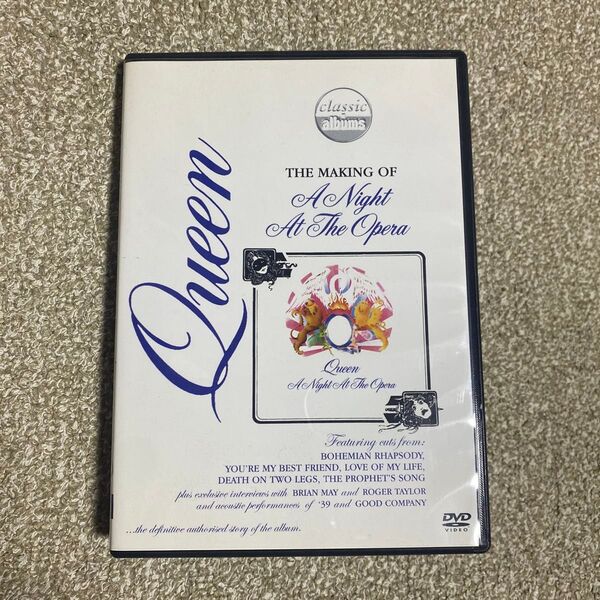 classic
albums
Queen
THE MAKING OF
A Night
At The Opera
Queen
A Night At The Opera
Featuring cuts from:
BOHEMIAN RHAPSODY,
YOU'RE MY BEST FRIEND, LOVE OF MY LIFE,
DEATH ON TWO LEGS, THE PROPHET'S SONG
plus exclusive interviews with BRIAN MAY and ROGER TAYLOR
and acoustic performances of '39 and GOOD COMPANY
...the definitive authorised story of the album.
DVD
VIDEO